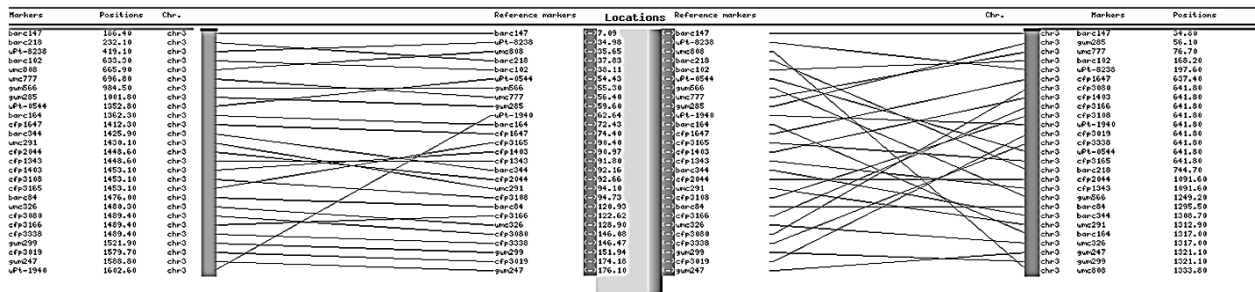 Markers Positions Chr. Reference markers Locations Reference markers Chr. Markers Positions
barc147 186.40 chr3 barc147 7.09 barc147 chr3 barc147 34.80
barc218 232.10 chr3 wPt-8238 34.98 wPt-8238 chr3 gwm285 56.10
wPt-8238 419.10 chr3 wmc808 35.65 wmc808 chr3 wmc777 76.70
barc102 633.30 chr3 barc218 37.83 barc218 chr3 barc102 168.20
wmc808 665.90 chr3 barc102 38.11 barc102 chr3 wPt-8238 197.60
wmc777 696.80 chr3 wPt-0544 54.43 wPt-0544 chr3 cfp1647 637.40
gwm566 984.50 chr3 gwm566 55.30 gwm566 chr3 cfp3080 641.80
gwm285 1001.80 chr3 wmc777 56.40 wmc777 chr3 cfp1403 641.80
wPt-0544 1352.80 chr3 gwm285 59.60 gwm285 chr3 cfp3166 641.80
barc164 1362.30 chr3 wPt-1940 62.64 wPt-1940 chr3 cfp3108 641.80
cfp1647 1412.30 chr3 barc164 72.43 barc164 chr3 wPt-1940 641.80
barc344 1425.90 chr3 cfp1647 74.40 cfp1647 chr3 cfp3019 641.80
wmc291 1430.10 chr3 cfp3165 90.40 cfp3165 chr3 cfp3338 641.80
cfp2044 1448.60 chr3 cfp1403 90.97 cfp1403 chr3 wPt-0544 641.80
cfp1343 1448.60 chr3 cfp1343 91.80 cfp1343 chr3 cfp3165 641.80
cfp1403 1453.10 chr3 barc344 92.16 barc344 chr3 barc218 744.70
cfp3108 1453.10 chr3 cfp2044 92.66 cfp2044 chr3 cfp2044 1091.60
cfp3165 1453.10 chr3 wmc291 94.10 wmc291 chr3 cfp1343 1091.60
barc84 1476.00 chr3 cfp3108 94.73 cfp3108 chr3 gwm566 1249.20
wmc326 1480.30 chr3 barc84 120.93 barc84 chr3 barc84 1295.50
cfp3080 1489.40 chr3 cfp3166 122.62 cfp3166 chr3 barc344 1308.70
cfp3166 1489.40 chr3 wmc326 128.90 wmc326 chr3 wmc291 1312.90
cfp3338 1489.40 chr3 cfp3080 146.08 cfp3080 chr3 barc164 1317.00
gwm299 1521.90 chr3 cfp3338 146.47 cfp3338 chr3 wmc326 1317.00
cfp3019 1579.70 chr3 gwm299 151.94 gwm299 chr3 gwm247 1321.10
gwm247 1588.80 chr3 cfp3019 174.18 cfp3019 chr3 gwm299 1321.10
wPt-1940 1602.60 chr3 gwm247 176.10 gwm247 chr3 wmc808 1333.80